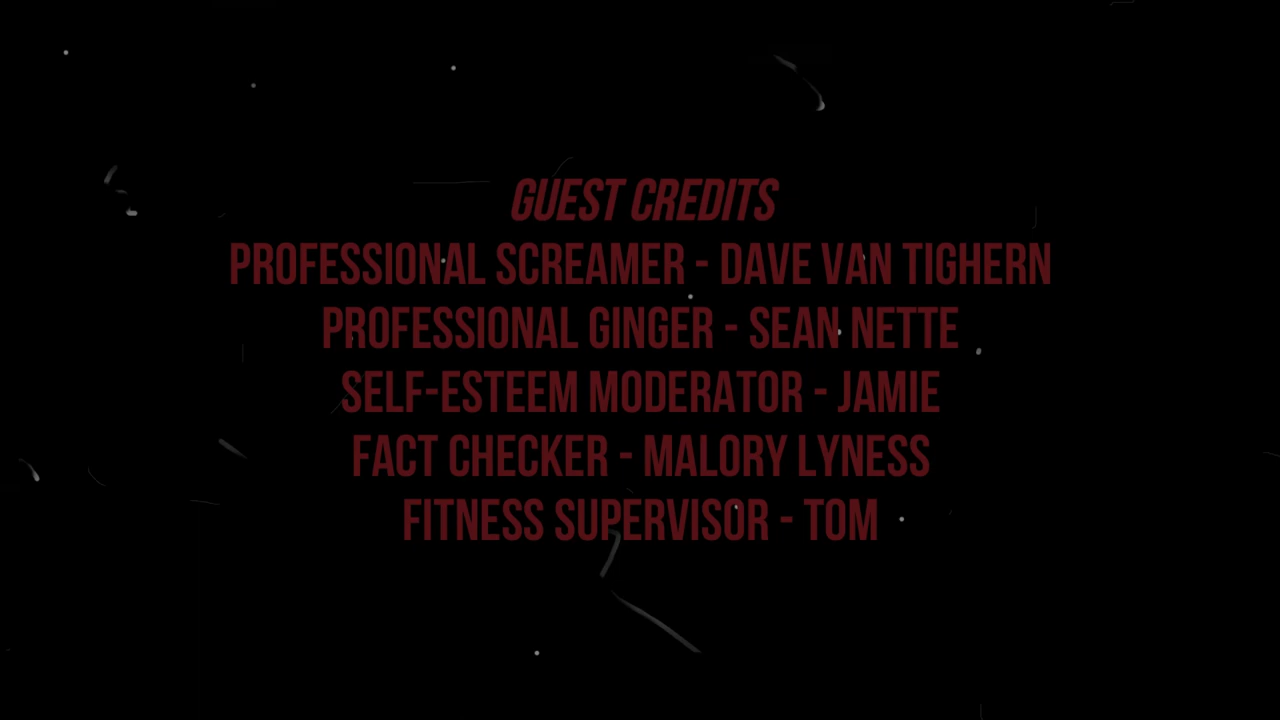 GUEST CREDITS
PROFESSIONAL SCREAMER - DAVE VAN TIGHERN
PROFESSIONAL GINGER - SEAN NETTE
SELF-ESTEEM MODERATOR - JAMIE
FACT CHECKER - MALORY LYNESS
FITNESS SUPERVISOR - TOM